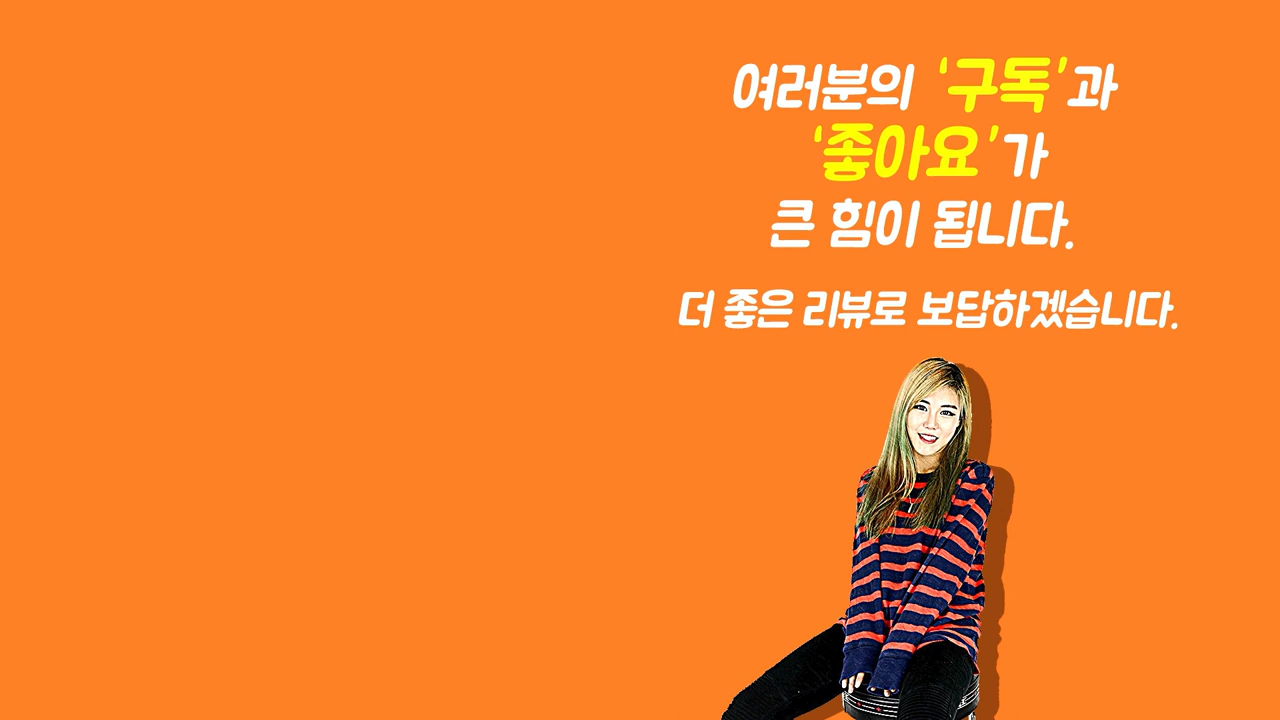 여러분의 ‘구독’과
‘좋아요’가
큰 힘이 됩니다.
더 좋은 리뷰로 보답하겠습니다.